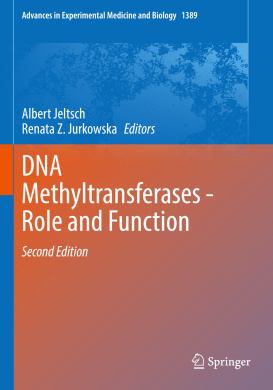 Advances in Experimental Medicine and Biology 1389
Albert Jeltsch
Renata Z. Jurkowska Editors
DNA
Methyltransferases -
Role and Function
Second Edition
Springer